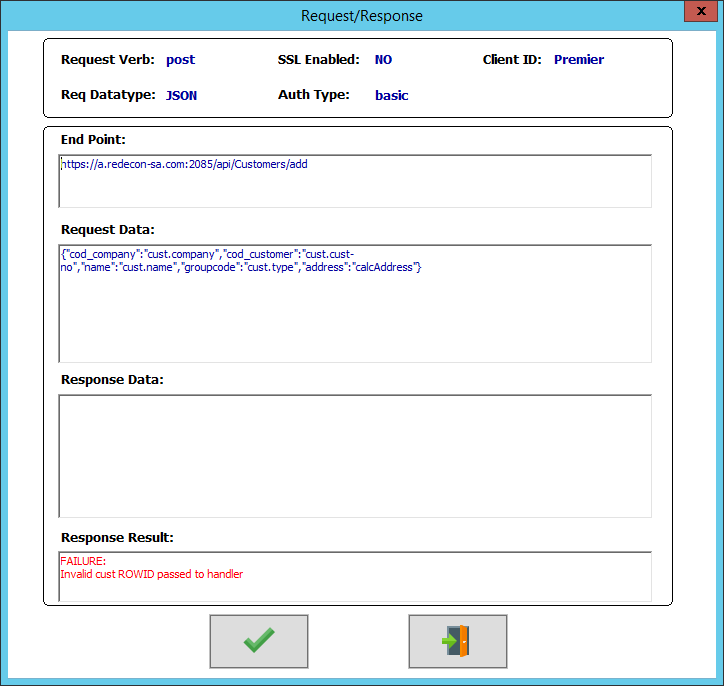 Request/Response
x
Request Verb: post SSL Enabled: NO Client ID: Premier
Req Datatype: JSON Auth Type: basic
End Point:
https://a.redecon-sa.com:2085/api/Customers/add
Request Data:
{"cod_company":"cust.company","cod_customer":"cust.cust-
no","name":"cust.name","groupcode":"cust.type","address":"calcAddress"}
Response Data:
Response Result:
FAILURE:
Invalid cust ROWID passed to handler